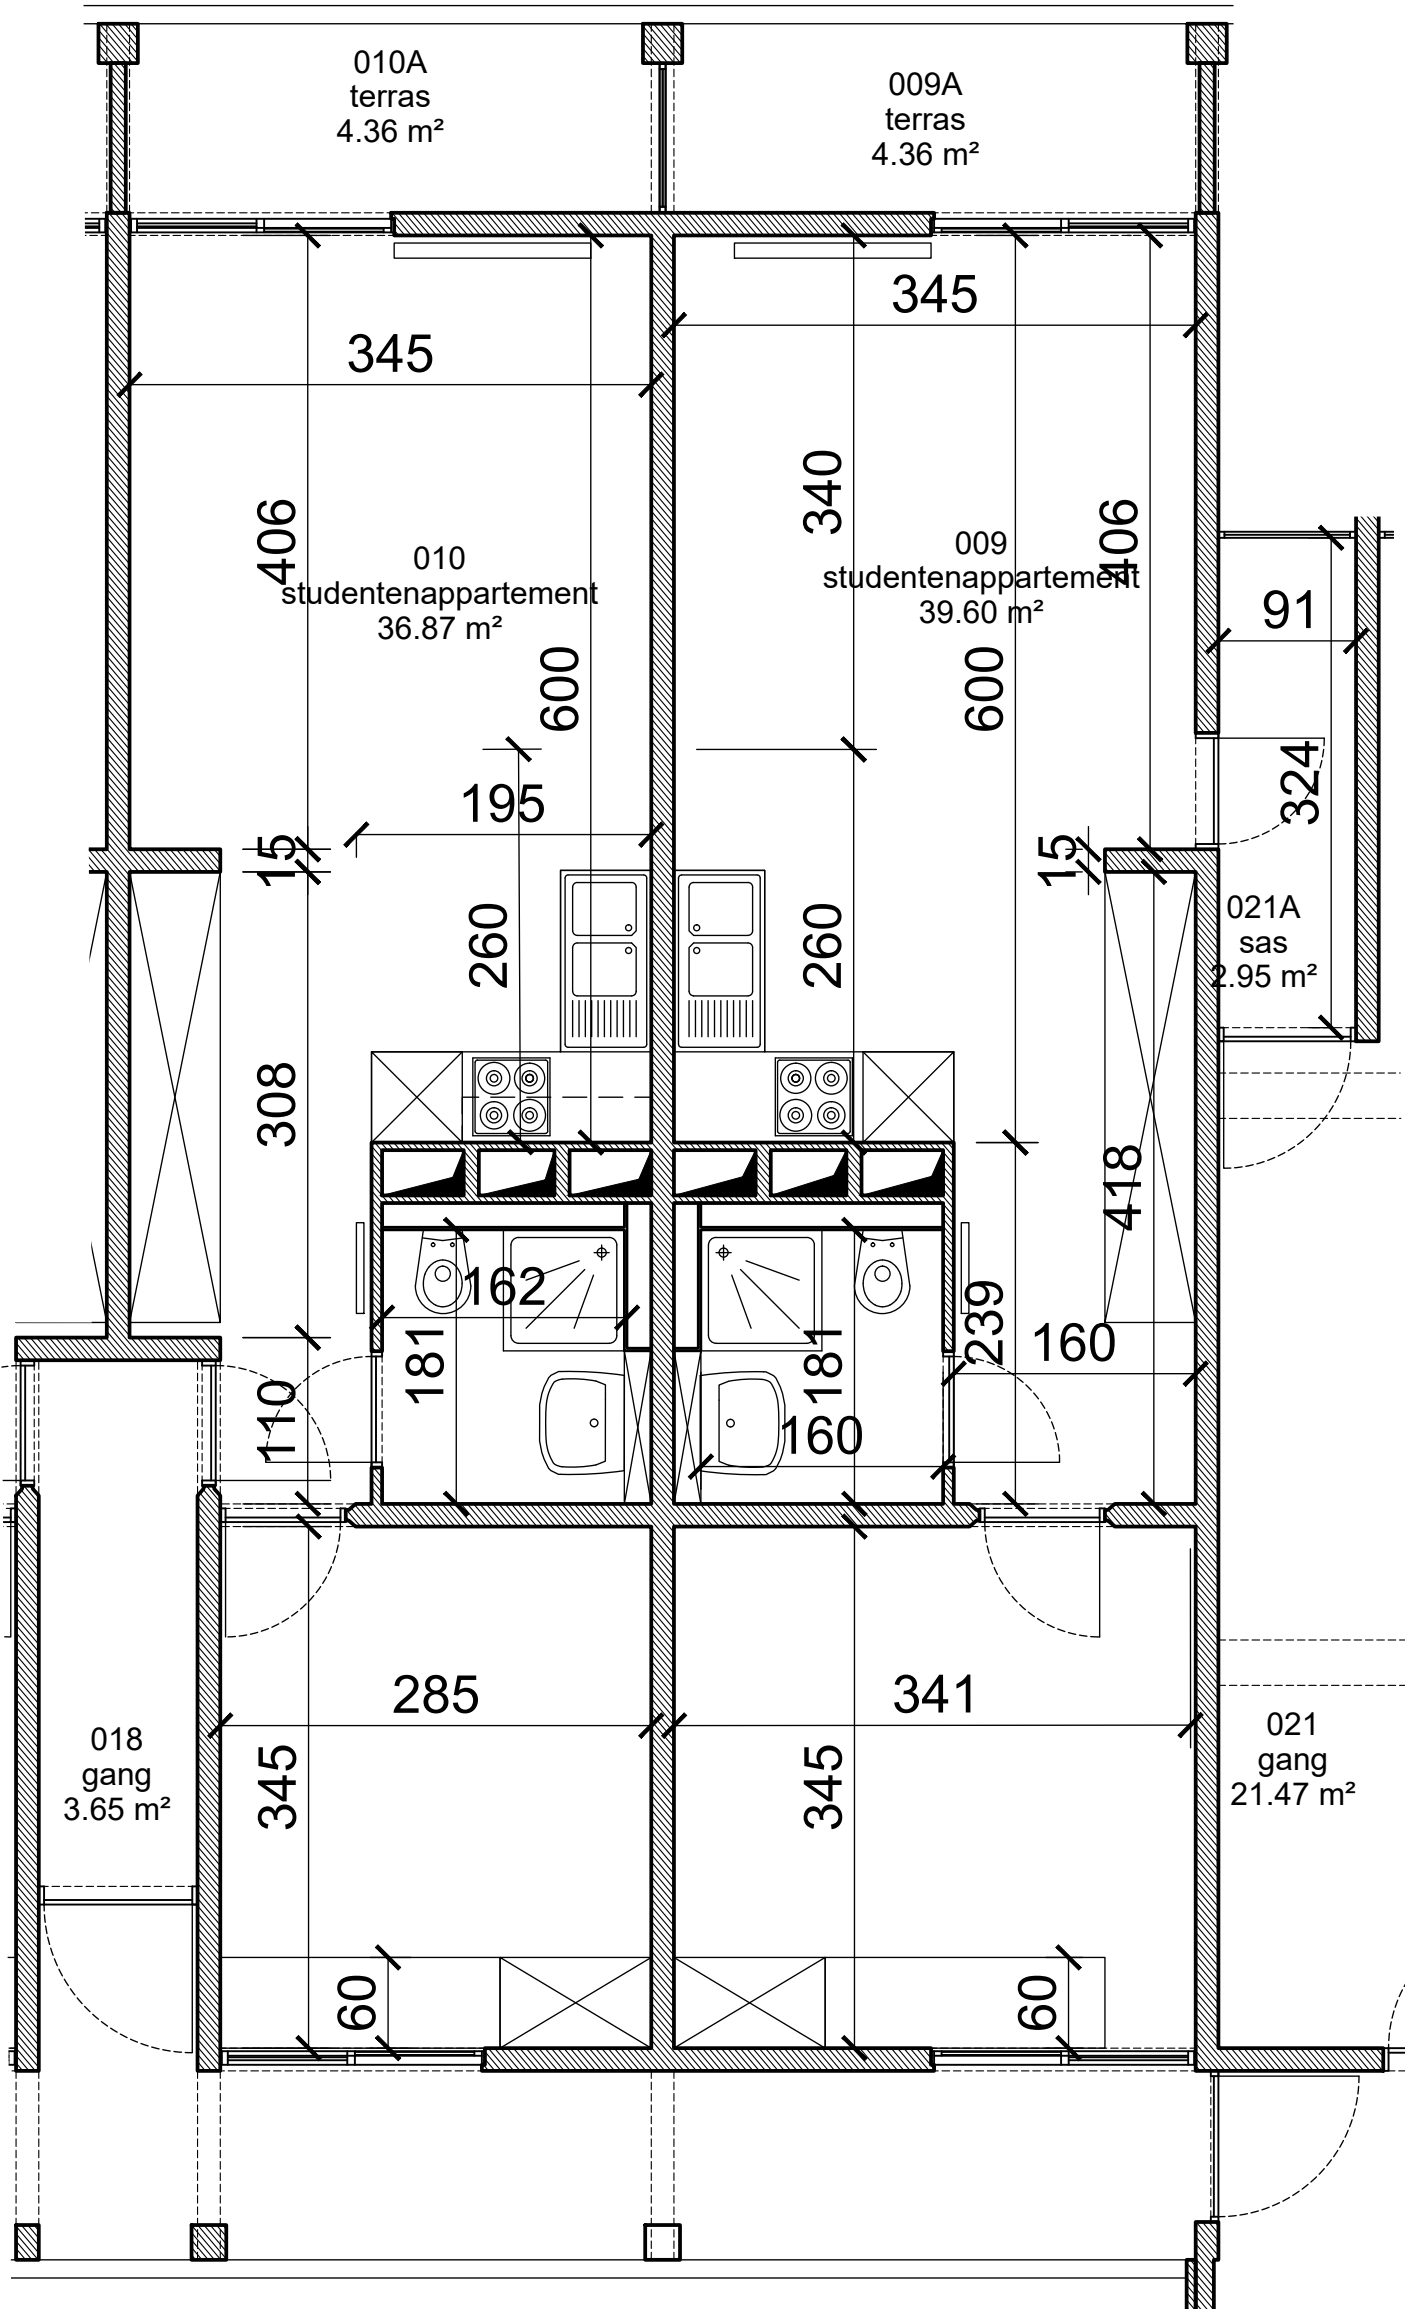 010A
terras
4.36 m²
009A
terras
4.36 m²
345
345
340
406
406
010
studentenappartement
36.87 m²
009
studentenappartement
39.60 m²
91
600
600
324
195
15
15
260
260
021A
sas
2.95 m²
308
418
162
181
181
239
160
110
160
285
341
018
gang
3.65 m²
345
345
021
gang
21.47 m²
60
60